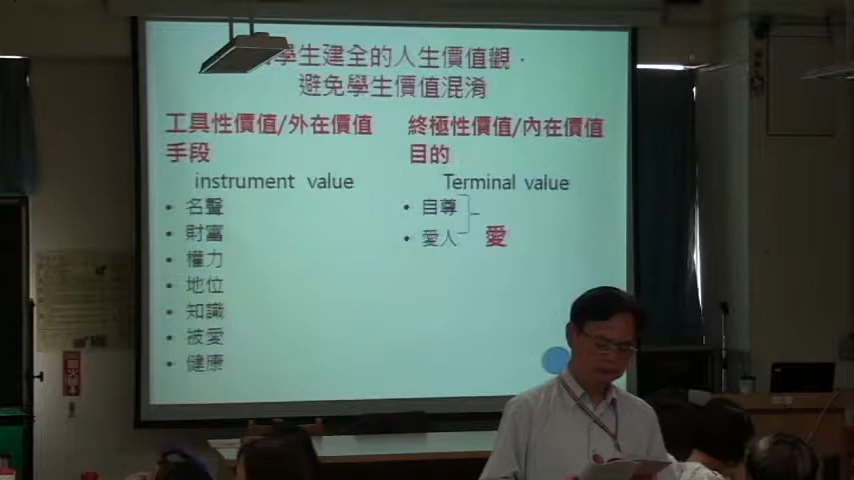 學生建全的人生價值觀．
避免學生價值混淆
工具性價值/外在價值
手段
instrument value
• 名聲
• 財富
• 權力
• 地位
• 知識
• 被愛
• 健康
終極性價值/內在價值
目的
Terminal value
• 自尊
• 愛人
愛